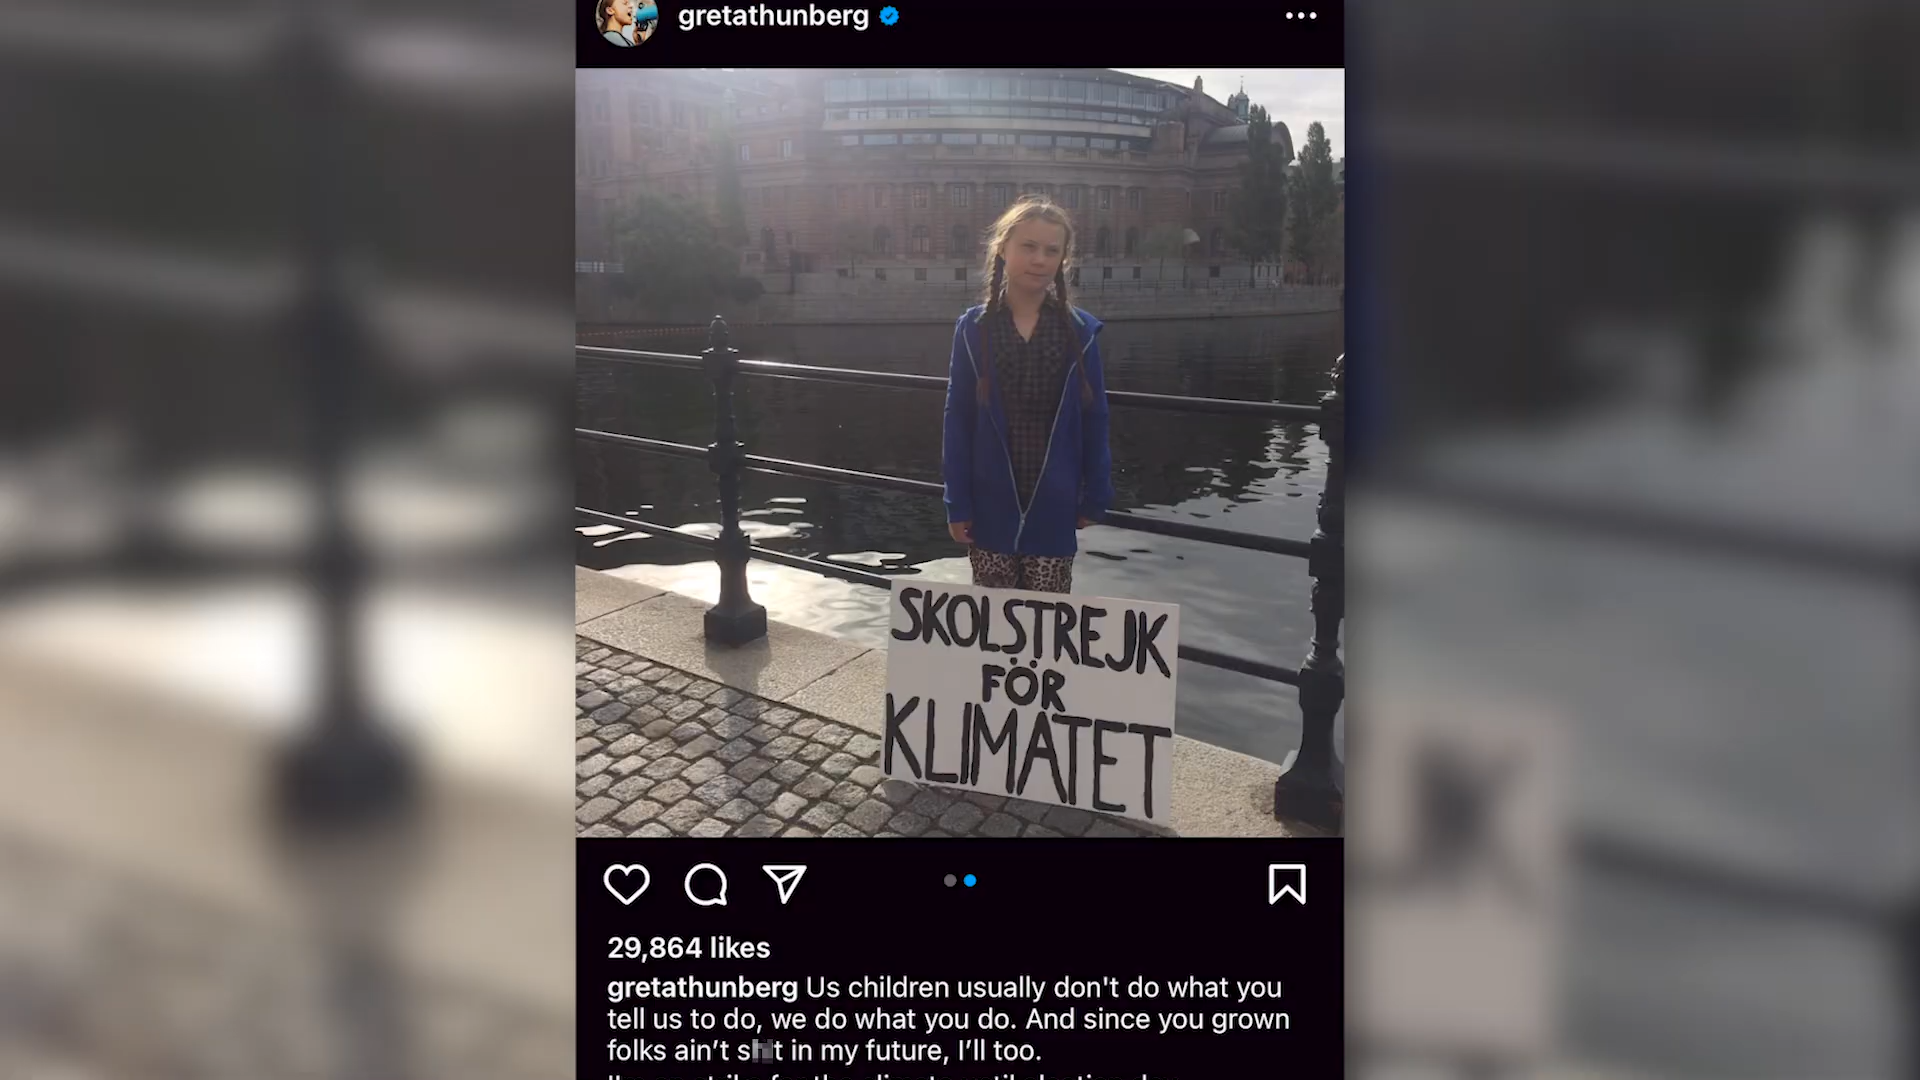 gretathunberg
SKOLSTREJK
FÖR
KLIMATET
29,864 likes
gretathunberg Us children usually don't do what you
tell us to do, we do what you do. And since you grown
folks ain't in my future, I'll too.